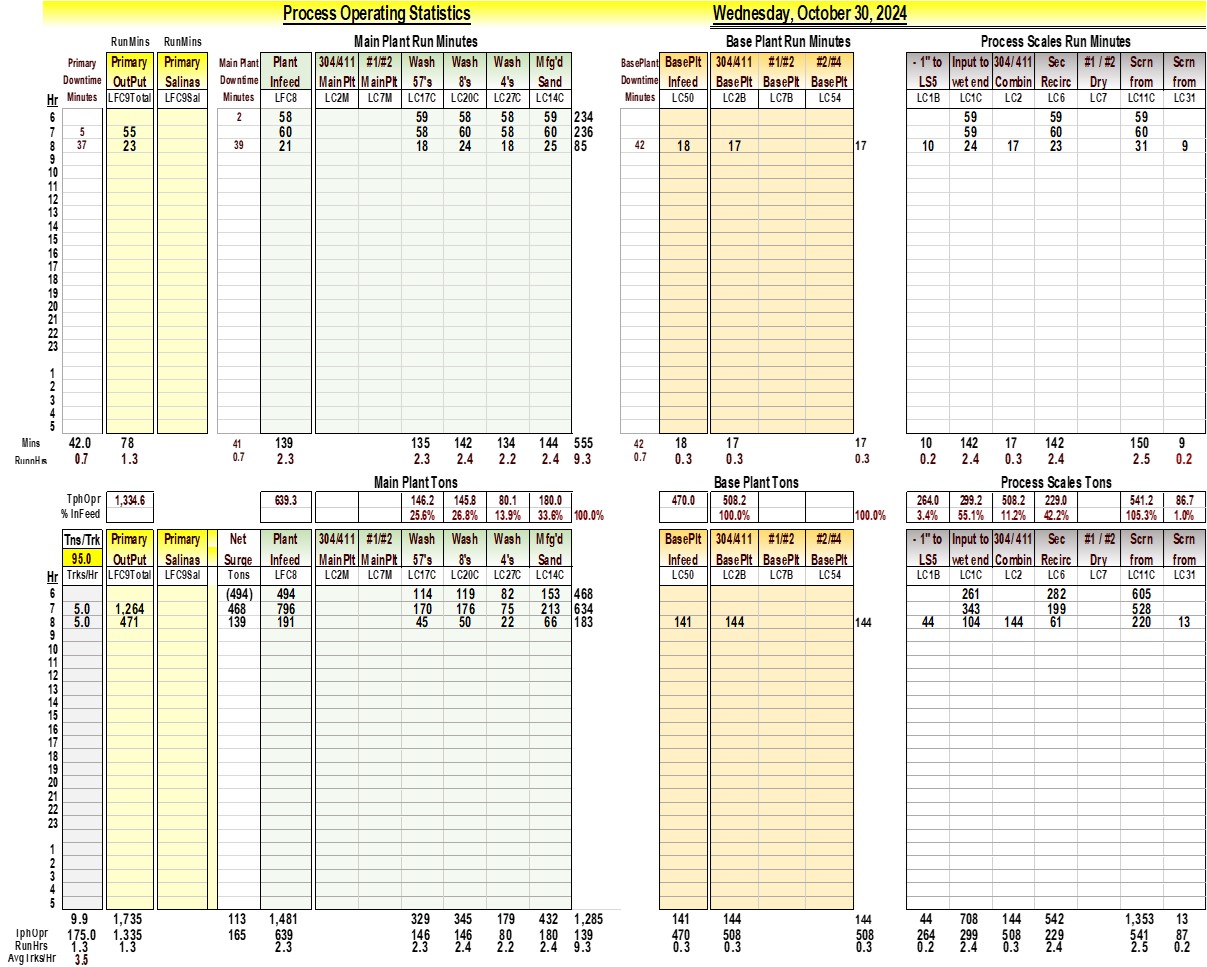 Process Operating Statistics Wednesday, October 30, 2024
RunMins RunMins Main Plant Run Minutes Base Plant Run Minutes Process Scales Run Minutes
Primary Primary Primary Main Plant Plant 304/411 #1/#2 Wash Wash Wash Mfg'd BasePlant BasePlt 304/411 #1/#2 #2/#4 - 1" to Input to 304/411 Sec #1 / #2 Scrn Scrn
Downtime OutPut Salinas Downtime Infeed MainPlt MainPlt 57's 8's 4's Sand Downtime Infeed BasePlt BasePlt BasePlt LS5 wet end Combin Recirc Dry from from
Hr Minutes LFC9Total LFC9Sal Minutes LFC8 LC2M LC7M LC17C LC20C LC27C LC14C Minutes LC50 LC2B LC7B LC54 LC1B LC1C LC2 LC6 LC7 LC11C LC31
6 2 58 59 58 58 59 234 59 59 59
7 5 55 60 58 60 58 60 236 59 60 60
8 37 23 39 21 18 24 18 25 85 42 18 17 17 10 24 17 23 31 9
9
10
11
12
13
14
15
16
17
18
19
20
21
22
23
1
2
3
4
5
Mins 42.0 78 41 139 135 142 134 144 555 42 18 17 17 10 142 17 142 150 9
RunnHrs 0.7 1.3 0.7 2.3 2.3 2.4 2.2 2.4 9.3 0.7 0.3 0.3 0.3 0.2 2.4 0.3 2.4 2.5 0.2
Main Plant Tons Base Plant Tons Process Scales Tons
TphOpr 1,334.6 639.3 146.2 145.8 80.1 180.0 470.0 508.2 264.0 299.2 508.2 229.0 541.2 86.7
% InFeed 25.6% 26.8% 13.9% 33.6% 100.0% 100.0% 100.0% 3.4% 55.1% 11.2% 42.2% 105.3% 1.0%
Tns/Trk Primary Primary Net Plant 304/411 #1/#2 Wash Wash Wash Mfg'd BasePlt 304/411 #1/#2 #2/#4 - 1" to Input to 304/411 Sec #1 / #2 Scrn Scrn
95.0 OutPut Salinas Surge Infeed MainPlt MainPlt 57's 8's 4's Sand Infeed BasePlt BasePlt BasePlt LS5 wet end Combin Recirc Dry from from
Hr Trks/Hr LFC9Total LFC9Sal Tons LFC8 LC2M LC7M LC17C LC20C LC27C LC14C LC50 LC2B LC7B LC54 LC1B LC1C LC2 LC6 LC7 LC11C LC31
6 (494) 494 114 119 82 153 468 261 282 605
7 5.0 1,264 468 796 170 176 75 213 634 343 199 528
8 5.0 471 139 191 45 50 22 66 183 141 144 144 44 104 144 61 220 13
9
10
11
12
13
14
15
16
17
18
19
20
21
22
23
1
2
3
4
5
9.9 1,735 113 1,481 329 345 179 432 1,285 141 144 144 44 708 144 542 1,353 13
TphOpr 175.0 1,335 165 639 146 146 80 180 139 470 508 508 264 299 508 229 541 87
RunHrs 1.3 1.3 2.3 2.3 2.4 2.2 2.4 9.3 0.3 0.3 0.3 0.2 2.4 0.3 2.4 2.5 0.2
AvgTrks/Hr 3.5